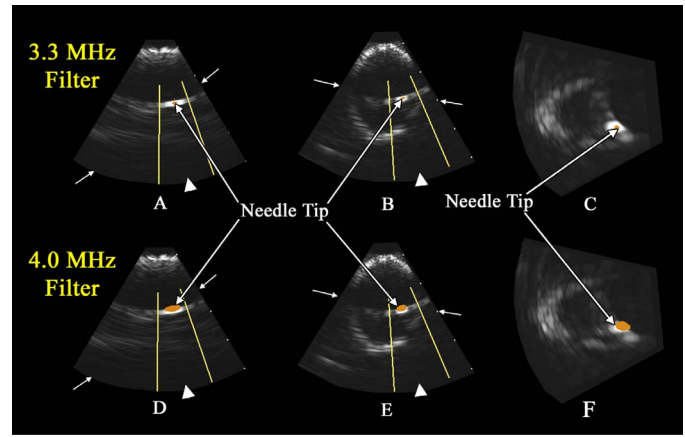 3.3 MHz
Filter
A
B
C
Needle Tip
Needle Tip
4.0 MHz
Filter
D
E
F